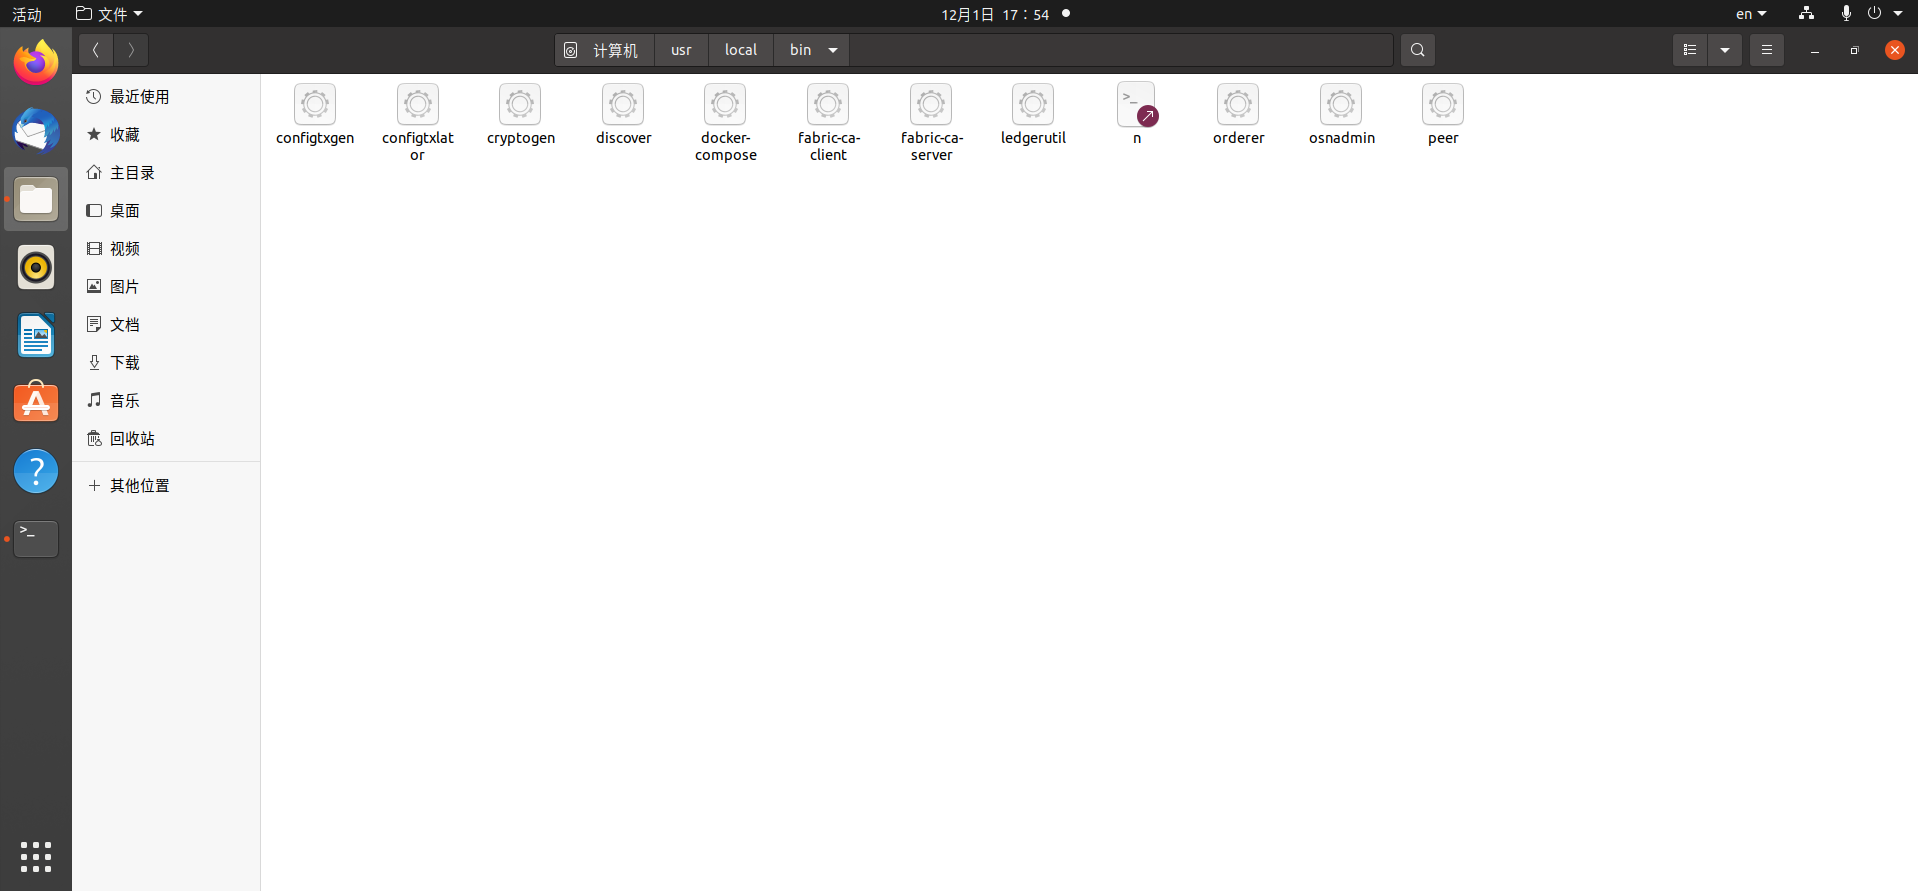 活动 文件 12月1日 17：54 en
计算机 usr local bin
最近使用
收藏
主目录
桌面
视频
图片
文档
下载
音乐
回收站
其他位置
configtxgen configtxlat cryptogen discover docker- fabric-ca- fabric-ca- ledgerutil n orderer osnadmin peer
or compose client server
>_
>_
?